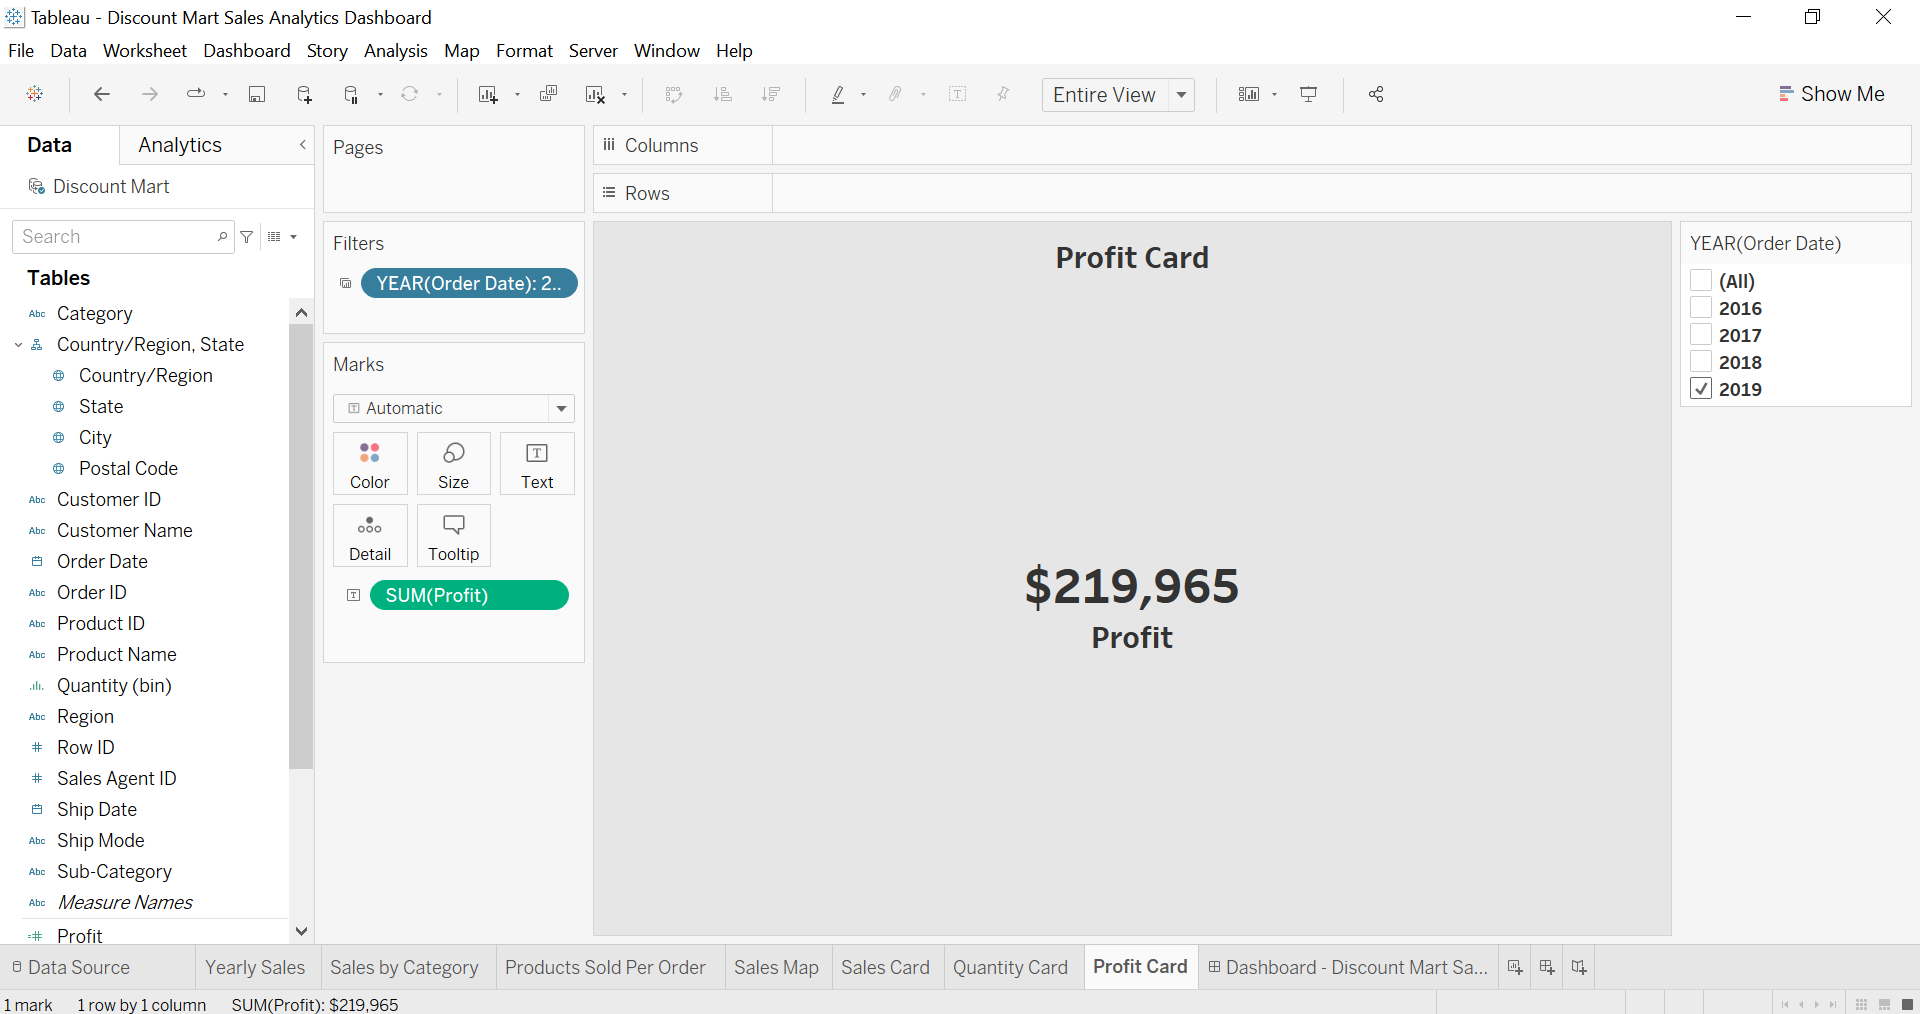 Tableau - Discount Mart Sales Analytics Dashboard
File Data Worksheet Dashboard Story Analysis Map Format Server Window Help
Entire View
Show Me
Data
Analytics
Discount Mart
Search
Tables
Abc Category
Country/Region, State
Country/Region
State
City
Postal Code
Abc Customer ID
Abc Customer Name
Order Date
Abc Order ID
Abc Product ID
Abc Product Name
Quantity (bin)
Abc Region
# Row ID
# Sales Agent ID
Ship Date
Abc Ship Mode
Abc Sub-Category
Abc Measure Names
=# Profit
Pages
Filters
YEAR(Order Date): 2..
Marks
T Automatic
Color
Size
T Text
Detail
Tooltip
T SUM(Profit)
iii Columns
Rows
Profit Card
$219,965
Profit
YEAR(Order Date)
(All)
2016
2017
2018
2019
Data Source
Yearly Sales
Sales by Category
Products Sold Per Order
Sales Map
Sales Card
Quantity Card
Profit Card
Dashboard - Discount Mart Sa...
1 mark 1 row by 1 column SUM(Profit): $219,965